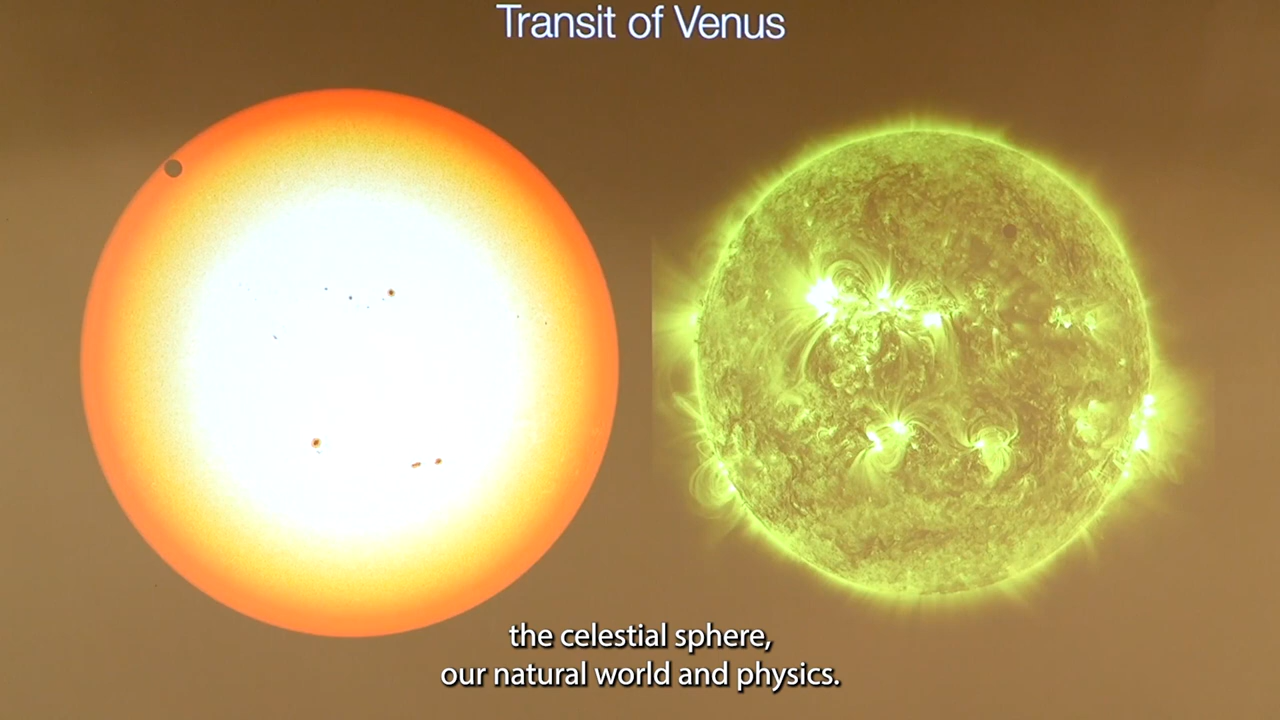 Transit of Venus
the celestial sphere,
our natural world and physics.